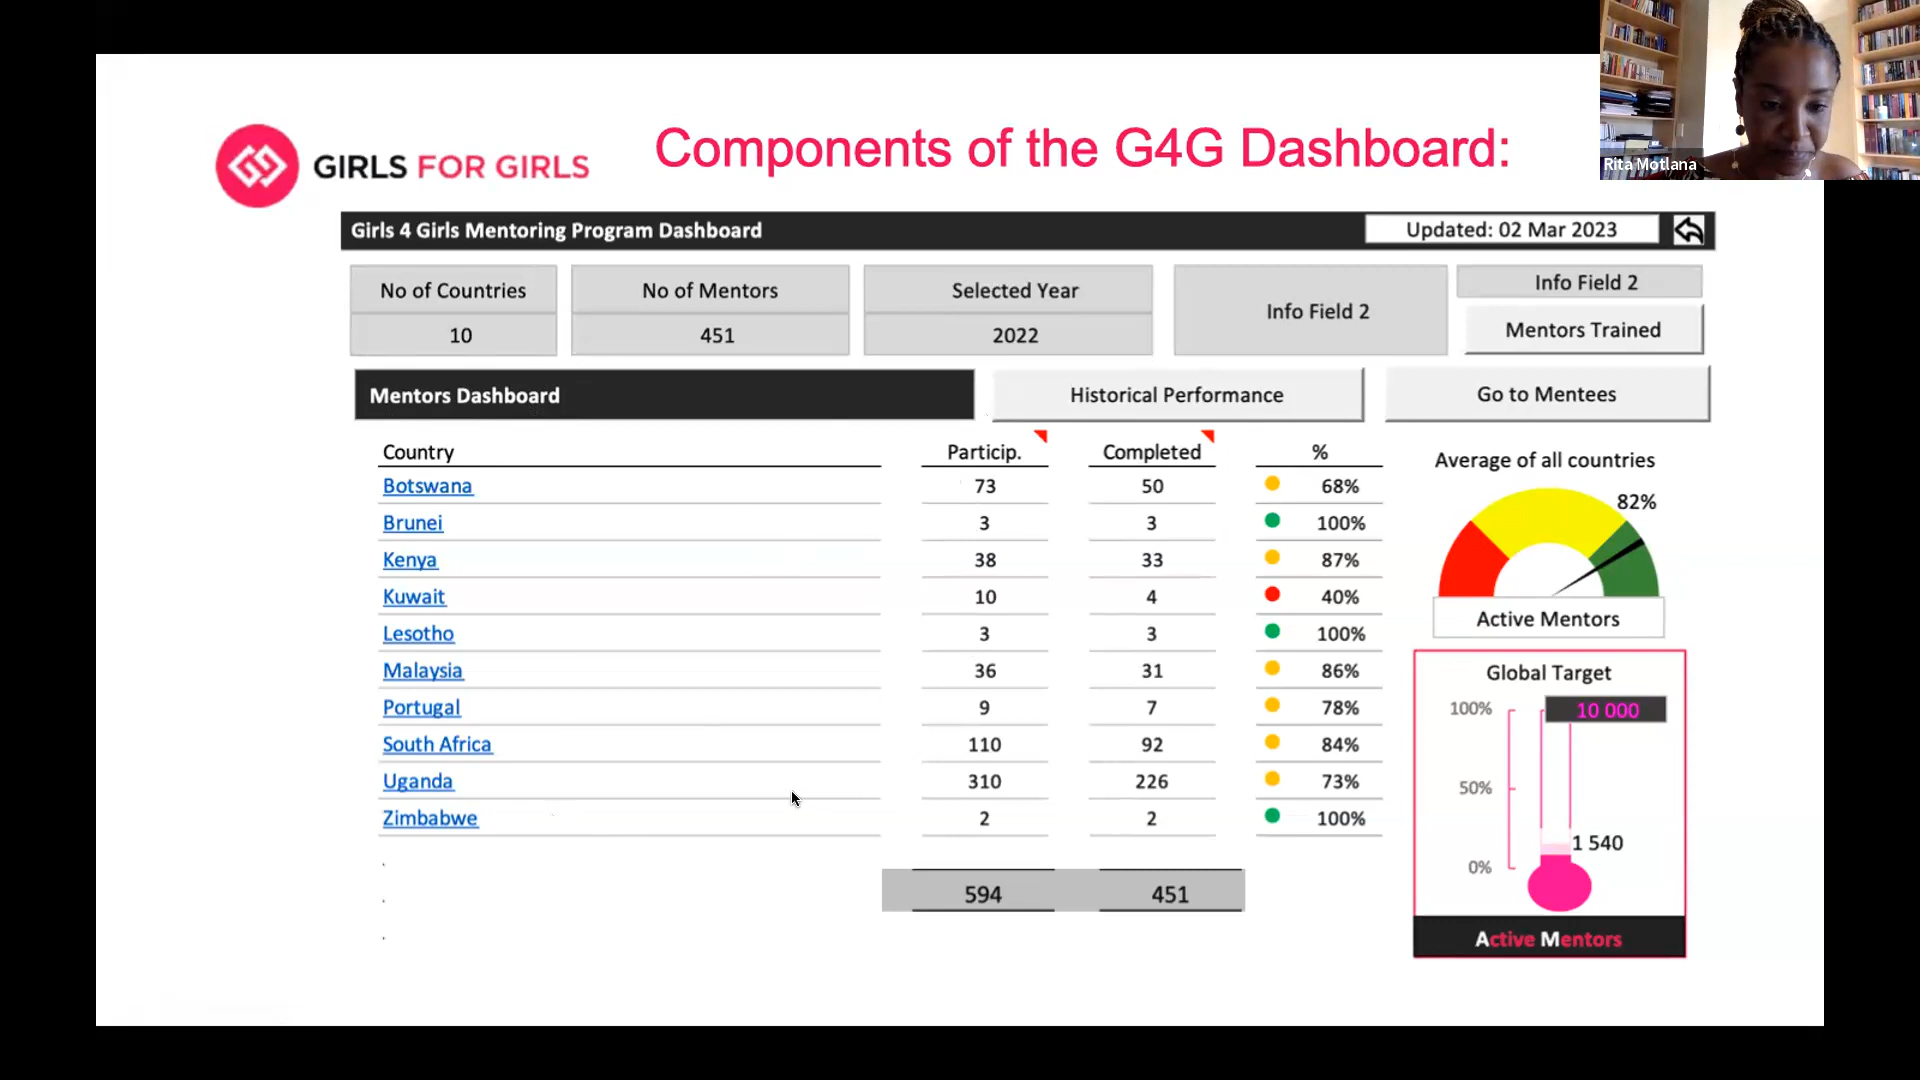 Rita Motlana
GIRLS FOR GIRLS
Components of the G4G Dashboard:
Girls 4 Girls Mentoring Program Dashboard
Updated: 02 Mar 2023
No of Countries
10
No of Mentors
451
Selected Year
2022
Info Field 2
Info Field 2
Mentors Trained
Mentors Dashboard
Historical Performance
Go to Mentees
Country Particip. Completed %
Botswana 73 50 68%
Brunei 3 3 100%
Kenya 38 33 87%
Kuwait 10 4 40%
Lesotho 3 3 100%
Malaysia 36 31 86%
Portugal 9 7 78%
South Africa 110 92 84%
Uganda 310 226 73%
Zimbabwe 2 2 100%
594 451
Average of all countries
82%
Active Mentors
Global Target
100% 10 000
50%
1 540
0%
Active Mentors